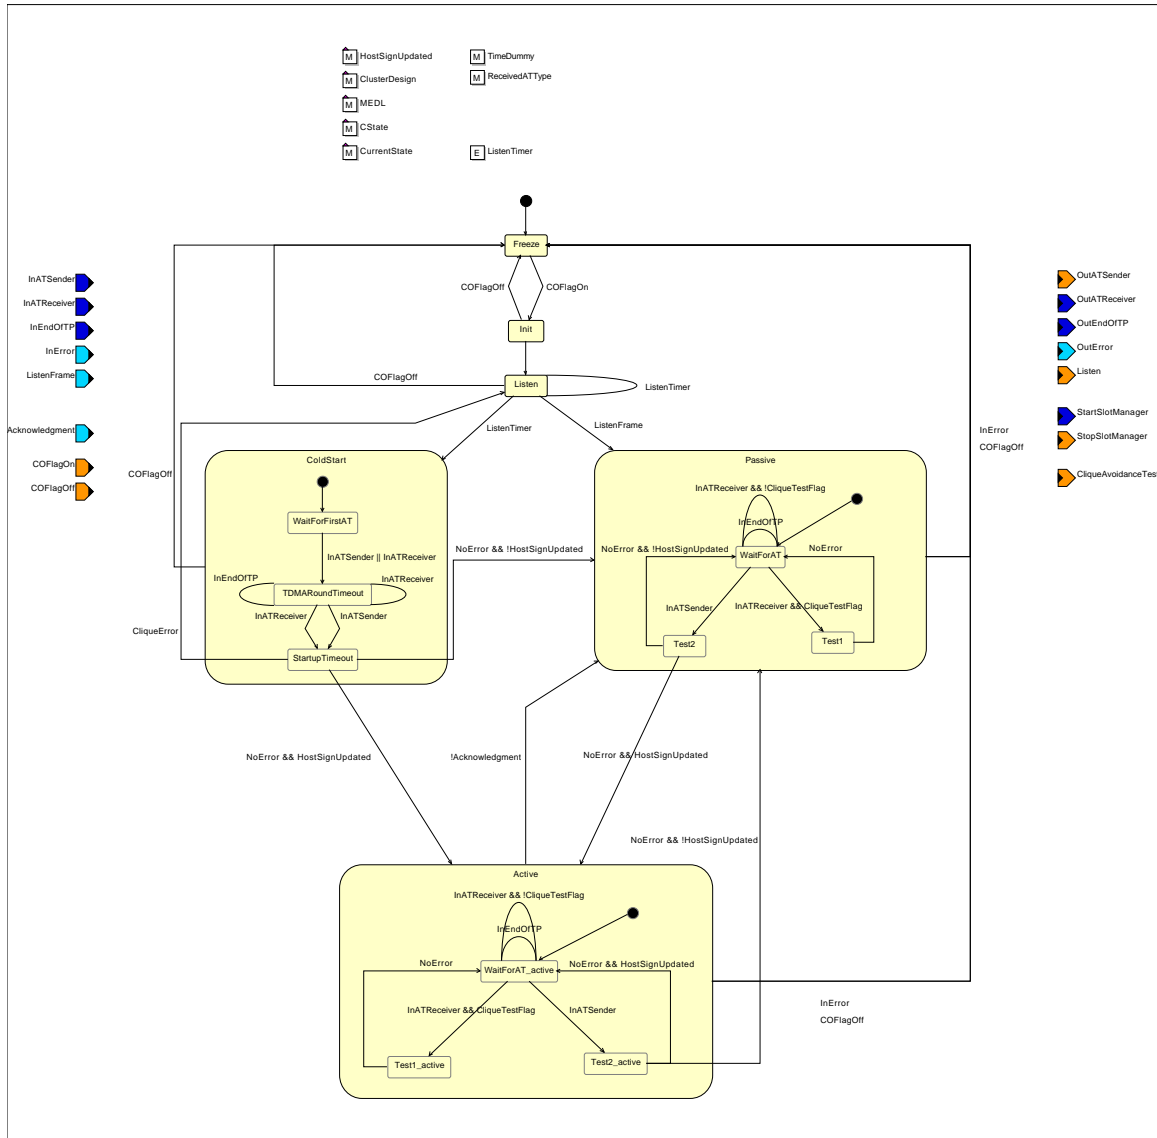 M HostSignUpdated
M TimeDummy
M ClusterDesign
M ReceivedATType
M MEDL
M CState
M CurrentState
E ListenTimer
Freeze
COFlagOff
COFlagOn
Init
Listen
COFlagOff
ListenTimer
ListenTimer
ListenFrame
InATSender
InATReceiver
InEndOfTP
InError
ListenFrame
Acknowledgment
COFlagOn
COFlagOff
OutATSender
OutATReceiver
OutEndOfTP
OutError
Listen
StartSlotManager
StopSlotManager
CliqueAvoidanceTest
InError
COFlagOff
COFlagOff
CliqueError
ColdStart
WaitForFirstAT
InATSender || InATReceiver
InEndOfTP
InATReceiver
TDMARoundTimeout
InATReceiver
InATSender
StartupTimeout
NoError && !HostSignUpdated
Passive
InATReceiver && !CliqueTestFlag
InEndOfTP
NoError && !HostSignUpdated
WaitForAT
NoError
InATSender
InATReceiver && CliqueTestFlag
Test2
Test1
NoError && HostSignUpdated
!Acknowledgment
NoError && HostSignUpdated
NoError && !HostSignUpdated
Active
InATReceiver && !CliqueTestFlag
InEndOfTP
NoError
WaitForAT_active
NoError && HostSignUpdated
InATReceiver && CliqueTestFlag
InATSender
Test1_active
Test2_active
InError
COFlagOff